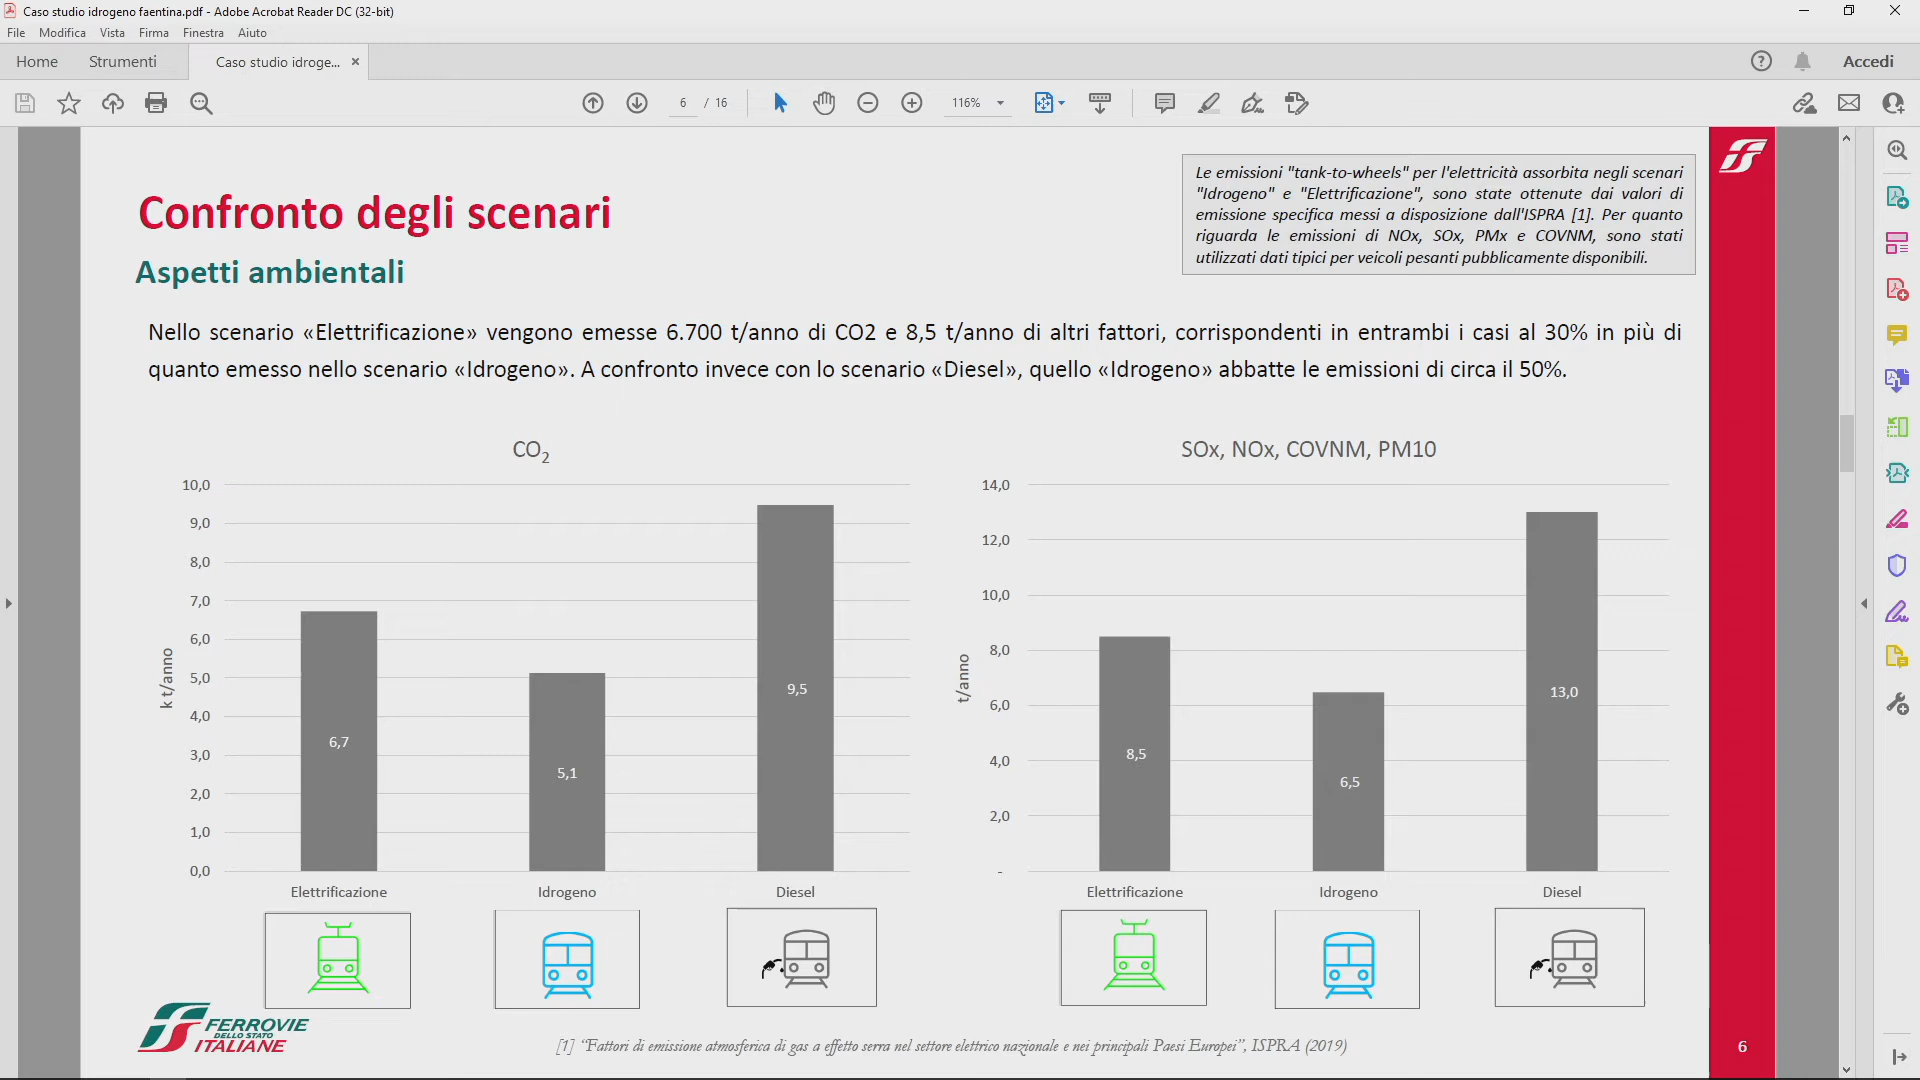 Caso studio idrogeno faentina.pdf - Adobe Acrobat Reader DC (32-bit)
File Modifica Vista Firma Finestra Aiuto
Home Strumenti Caso studio idroge... × Accedi
6 / 16 116%
Confronto degli scenari
Aspetti ambientali
Le emissioni "tank-to-wheels" per l'elettricità assorbita negli scenari
"Idrogeno" e "Elettrificazione", sono state ottenute dai valori di
emissione specifica messi a disposizione dall'ISPRA [1]. Per quanto
riguarda le emissioni di NOx, SOx, PMx e COVNM, sono stati
utilizzati dati tipici per veicoli pesanti pubblicamente disponibili.
Nello scenario «Elettrificazione» vengono emesse 6.700 t/anno di CO2 e 8,5 t/anno di altri fattori, corrispondenti in entrambi i casi al 30% in più di
quanto emesso nello scenario «Idrogeno». A confronto invece con lo scenario «Diesel», quello «Idrogeno» abbatte le emissioni di circa il 50%.
CO2
k t/anno
10,0
9,0
8,0
7,0
6,0
5,0
4,0
3,0
2,0
1,0
0,0
6,7
5,1
9,5
Elettrificazione Idrogeno Diesel
SOx, NOx, COVNM, PM10
t/anno
14,0
12,0
10,0
8,0
6,0
4,0
2,0
-
8,5
6,5
13,0
Elettrificazione Idrogeno Diesel
FERROVIE
DELLO STATO
ITALIANE
[1] “Fattori di emissione atmosferica di gas a effetto serra nel settore elettrico nazionale e nei principali Paesi Europei”, ISPRA (2019)
6